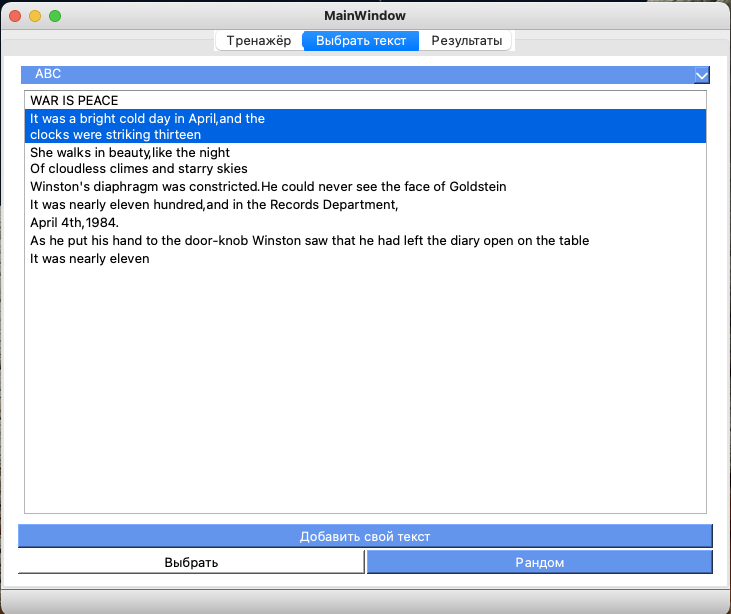 MainWindow
Тренажёр Выбрать текст Результаты
ABC
WAR IS PEACE
It was a bright cold day in April,and the
clocks were striking thirteen
She walks in beauty,like the night
Of cloudless climes and starry skies
Winston's diaphragm was constricted.He could never see the face of Goldstein
It was nearly eleven hundred,and in the Records Department,
April 4th,1984.
As he put his hand to the door-knob Winston saw that he had left the diary open on the table
It was nearly eleven
Добавить свой текст
Выбрать Рандом